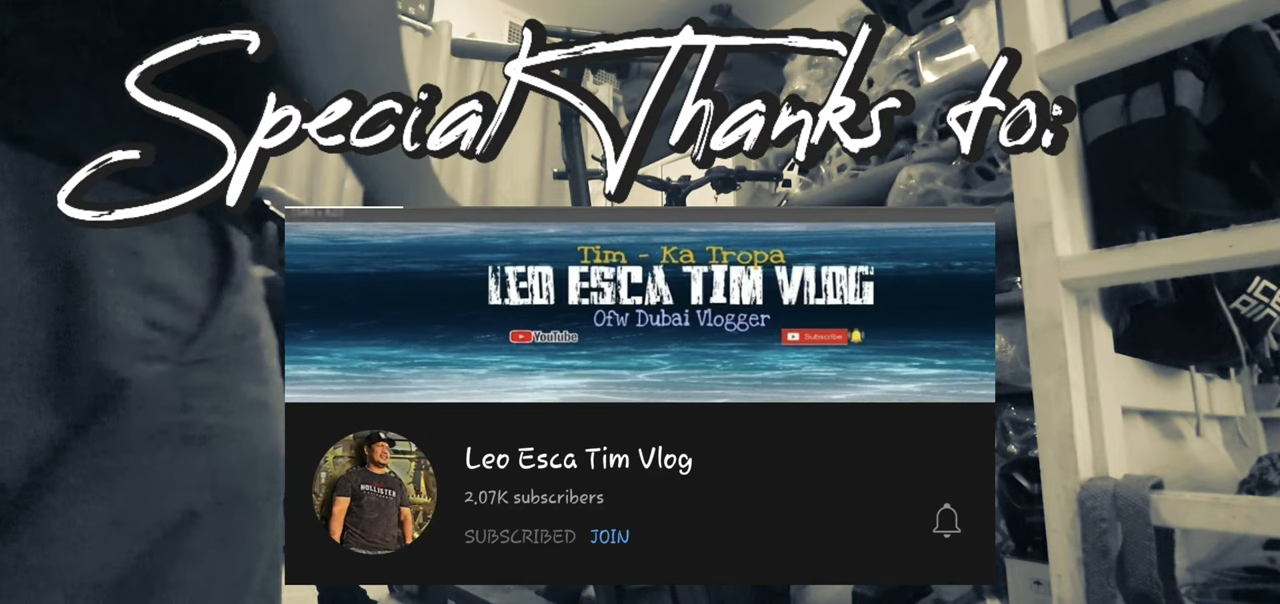 Special Thanks to:
Tim - Ka Tropa
LEO ESCA TIM VLOG
Ofw Dubai Vlogger
YouTube
Subscribe
Leo Esca Tim Vlog
2,07K subscribers
SUBSCRIBED JOIN
HOLLISTER